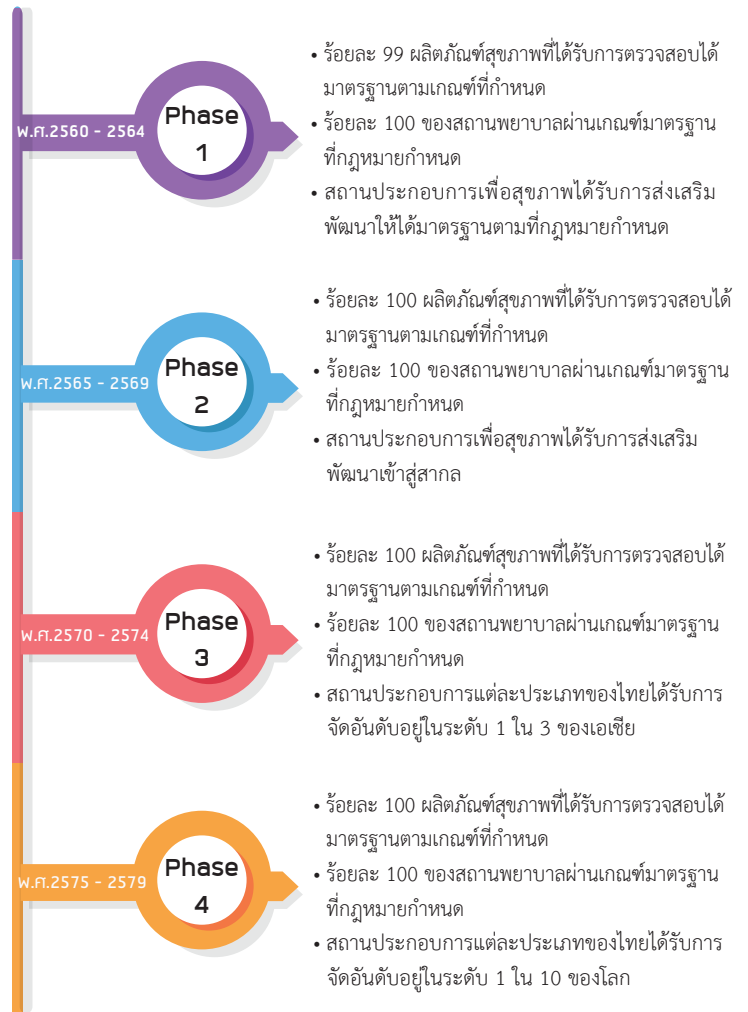 • ร้อยละ 99 ผลิตภัณฑ์สุขภาพที่ได้รับการตรวจสอบได้
มาตรฐานตามเกณฑ์ที่กำหนด
พ.ศ.2560 - 2564
Phase
1
• ร้อยละ 100 ของสถานพยาบาลผ่านเกณฑ์มาตรฐาน
ที่กฎหมายกำหนด
• สถานประกอบการเพื่อสุขภาพได้รับการส่งเสริม
พัฒนาให้ได้มาตรฐานตามที่กฎหมายกำหนด
• ร้อยละ 100 ผลิตภัณฑ์สุขภาพที่ได้รับการตรวจสอบได้
มาตรฐานตามเกณฑ์ที่กำหนด
พ.ศ.2565 - 2569
Phase
2
• ร้อยละ 100 ของสถานพยาบาลผ่านเกณฑ์มาตรฐาน
ที่กฎหมายกำหนด
• สถานประกอบการเพื่อสุขภาพได้รับการส่งเสริม
พัฒนาเข้าสู่สากล
• ร้อยละ 100 ผลิตภัณฑ์สุขภาพที่ได้รับการตรวจสอบได้
มาตรฐานตามเกณฑ์ที่กำหนด
พ.ศ.2570 - 2574
Phase
3
• ร้อยละ 100 ของสถานพยาบาลผ่านเกณฑ์มาตรฐาน
ที่กฎหมายกำหนด
• สถานประกอบการแต่ละประเภทของไทยได้รับการ
จัดอันดับอยู่ในระดับ 1 ใน 3 ของเอเชีย
• ร้อยละ 100 ผลิตภัณฑ์สุขภาพที่ได้รับการตรวจสอบได้
มาตรฐานตามเกณฑ์ที่กำหนด
พ.ศ.2575 - 2579
Phase
4
• ร้อยละ 100 ของสถานพยาบาลผ่านเกณฑ์มาตรฐาน
ที่กฎหมายกำหนด
• สถานประกอบการแต่ละประเภทของไทยได้รับการ
จัดอันดับอยู่ในระดับ 1 ใน 10 ของโลก